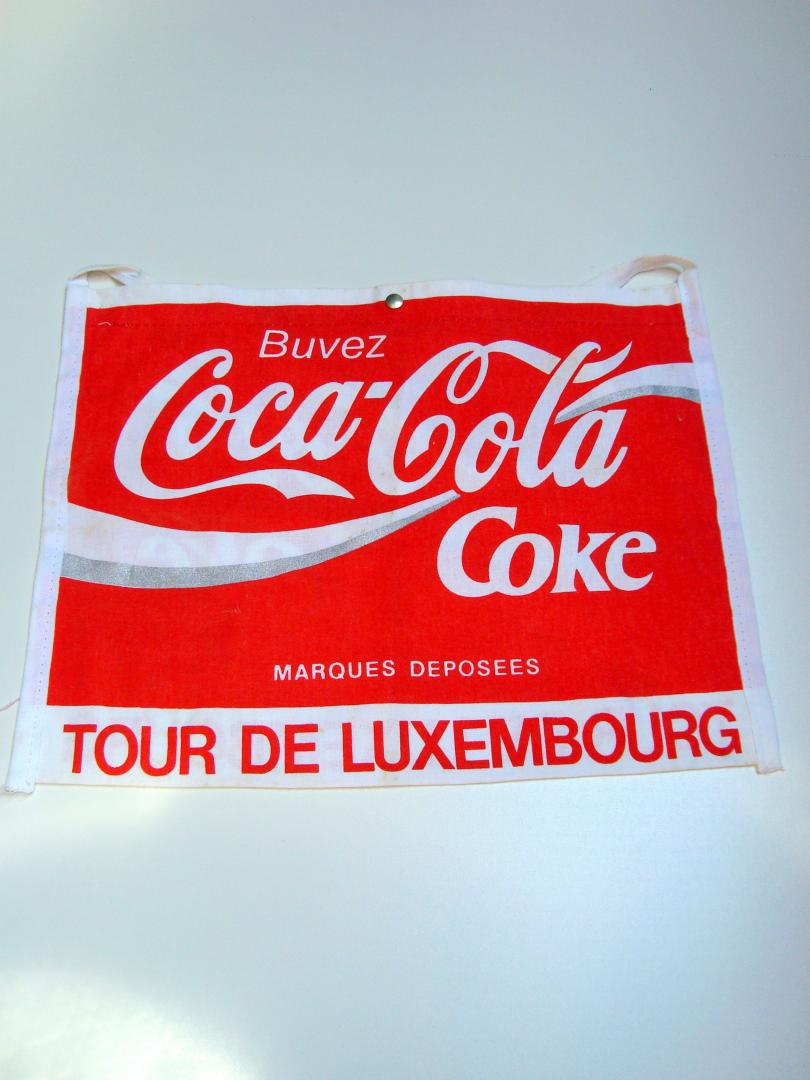 Buvez
Coca-Cola
Coke
MARQUES DEPOSEES
TOUR DE LUXEMBOURG